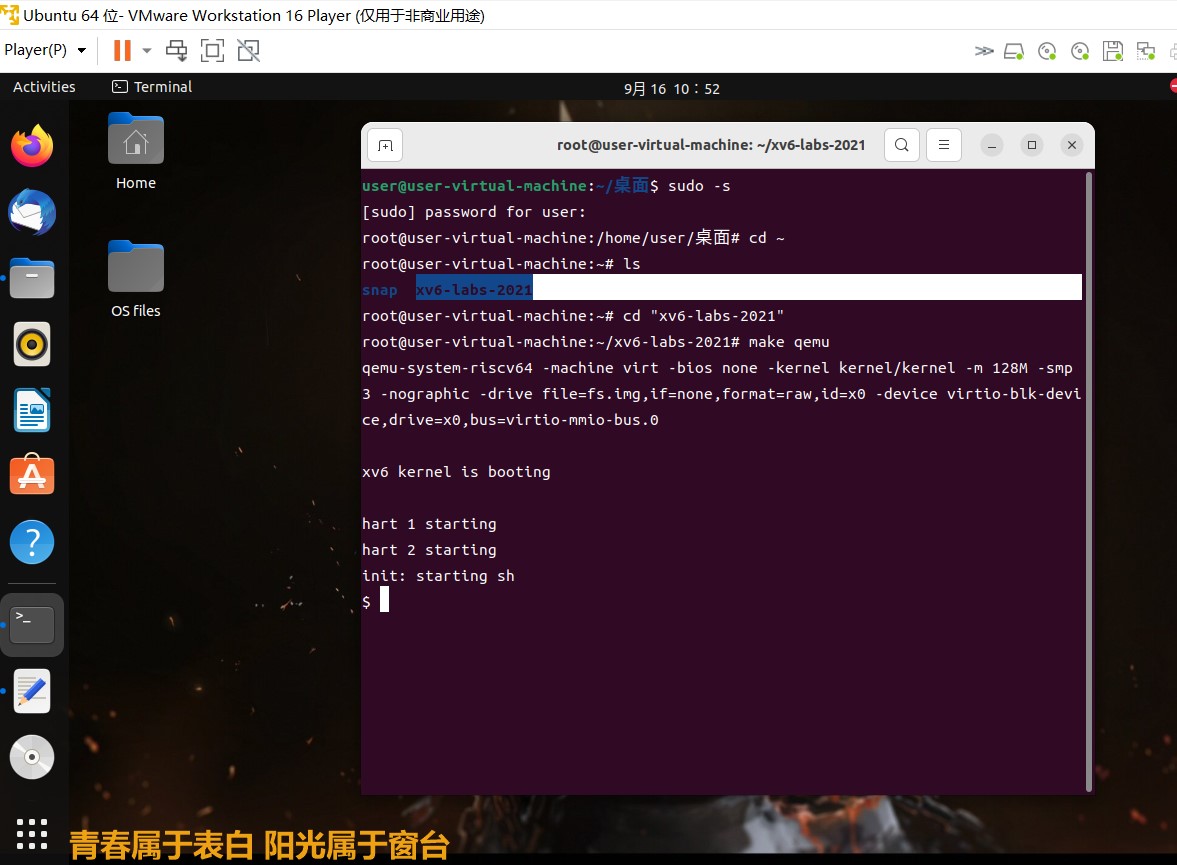 Ubuntu 64 位- VMware Workstation 16 Player (仅用于非商业用途)
Player(P)
Activities
Terminal
9月 16 10：52
Home
OS files
root@user-virtual-machine: ~/xv6-labs-2021
user@user-virtual-machine:~/桌面$ sudo -s
[sudo] password for user:
root@user-virtual-machine:/home/user/桌面# cd ~
root@user-virtual-machine:~# ls
snap xv6-labs-2021
root@user-virtual-machine:~# cd "xv6-labs-2021"
root@user-virtual-machine:~/xv6-labs-2021# make qemu
qemu-system-riscv64 -machine virt -bios none -kernel kernel/kernel -m 128M -smp
3 -nographic -drive file=fs.img,if=none,format=raw,id=x0 -device virtio-blk-devi
ce,drive=x0,bus=virtio-mmio-bus.0
xv6 kernel is booting
hart 1 starting
hart 2 starting
init: starting sh
$
青春属于表白 阳光属于窗台